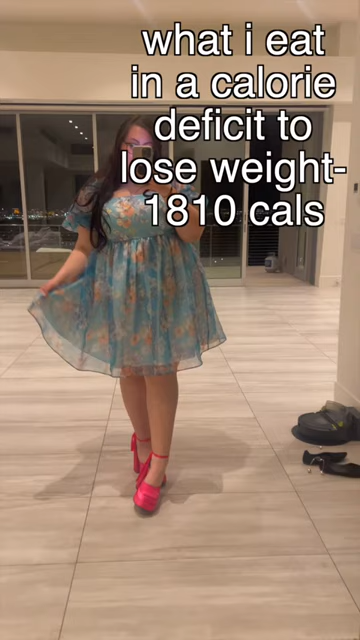 what i eat
in a calorie
deficit to
lose weight-
1810 cals